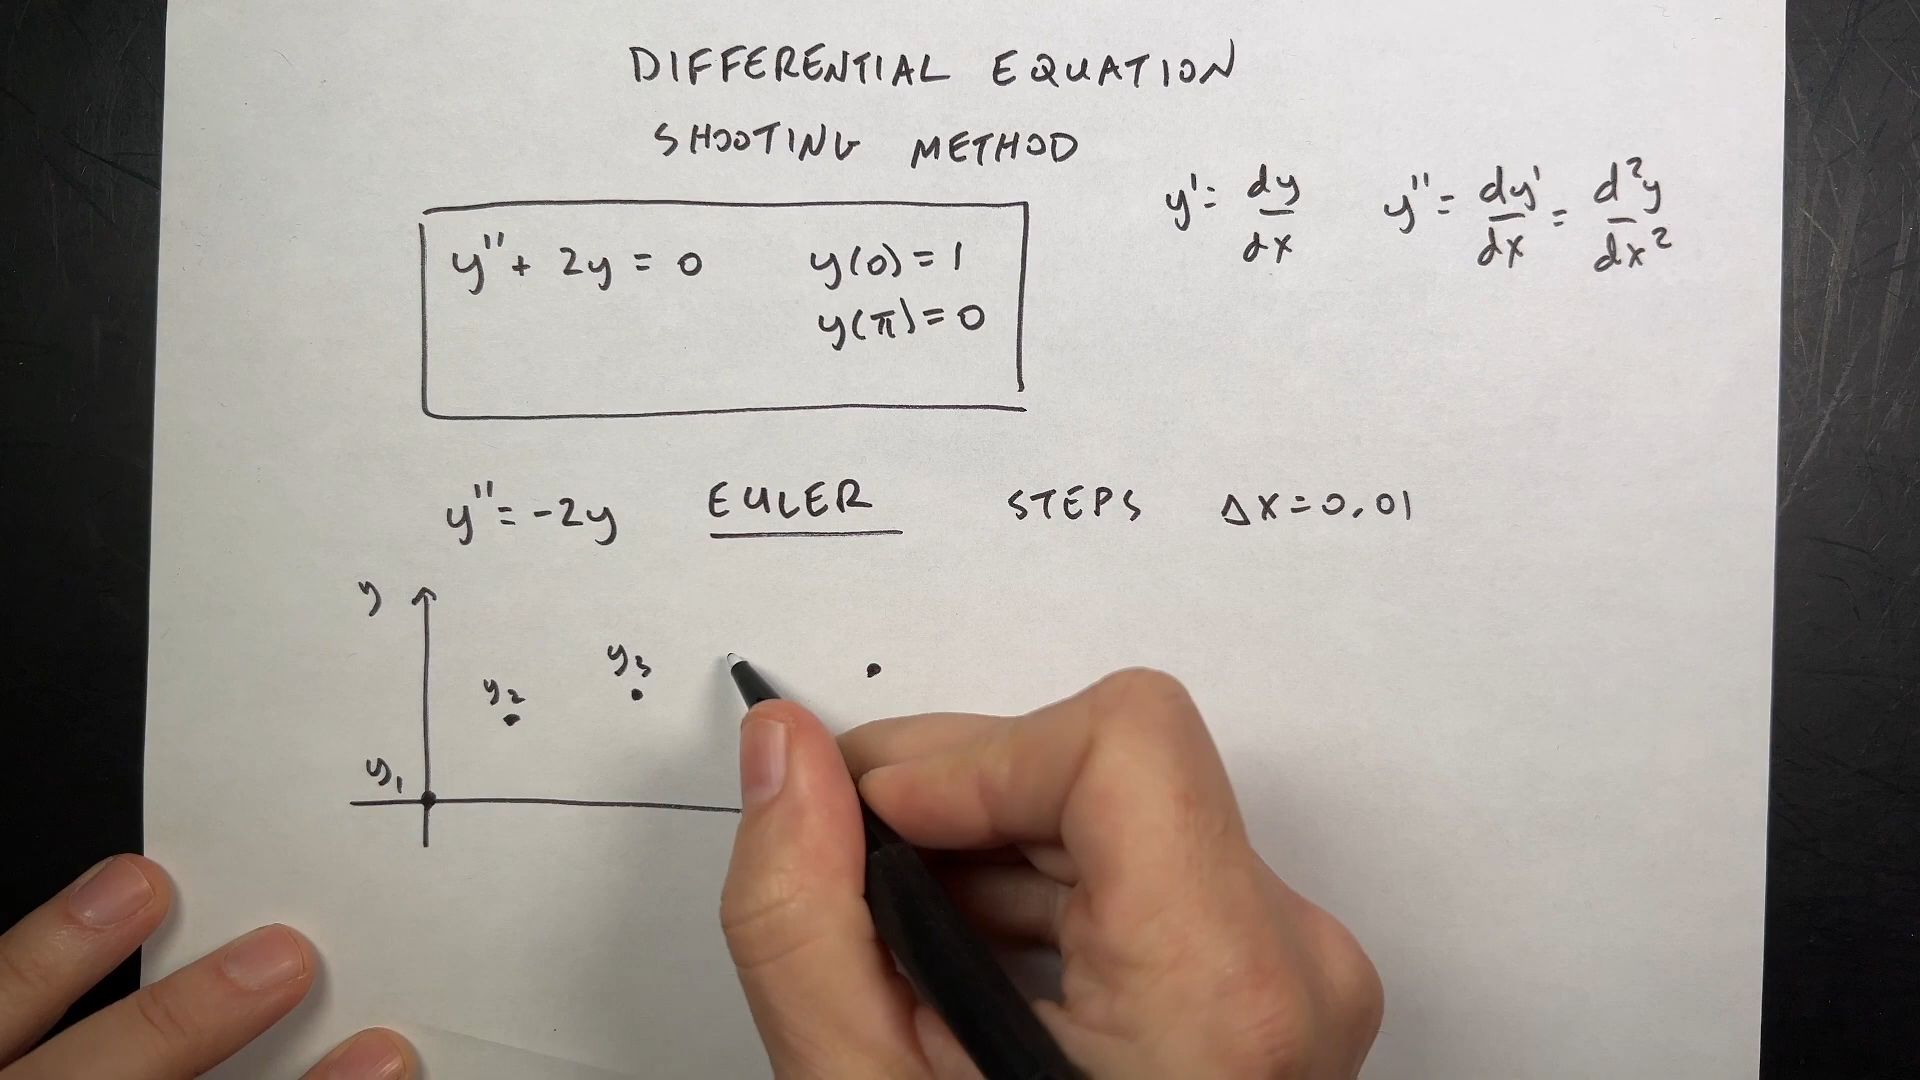 DIFFERENTIAL EQUATION
SHOOTING METHOD
y' = dy/dx y'' = dy'/dx = d²y/dx²
y'' + 2y = 0 y(0) = 1
y(π) = 0
y'' = -2y EULER STEPS Δx = 0.01
y
y₃
y₂
y₁